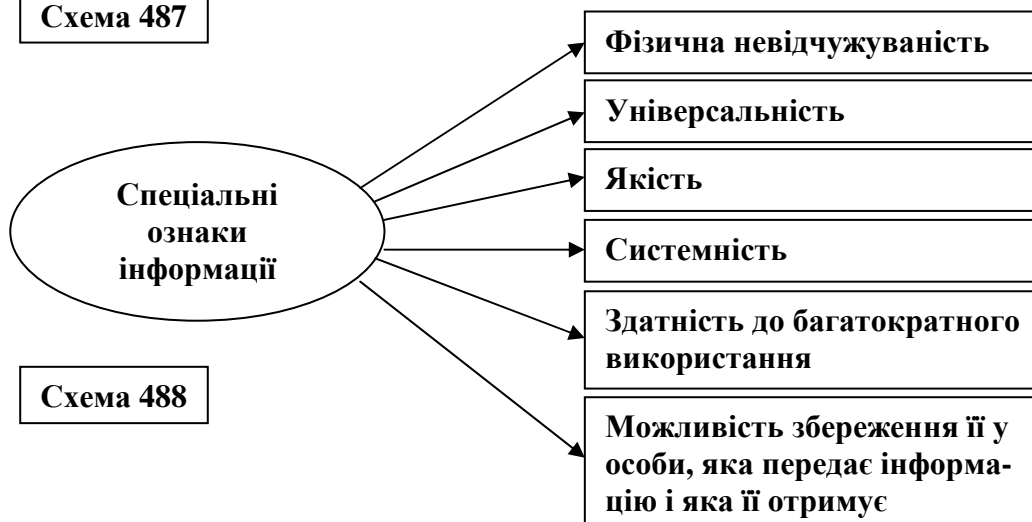 Схема 487
Фізична невідчужуваність
Універсальність
Якість
Спеціальні
ознаки
інформації
Системність
Здатність до багатократного
використання
Схема 488
Можливість збереження її у
особи, яка передає інформа-
цію і яка її отримує